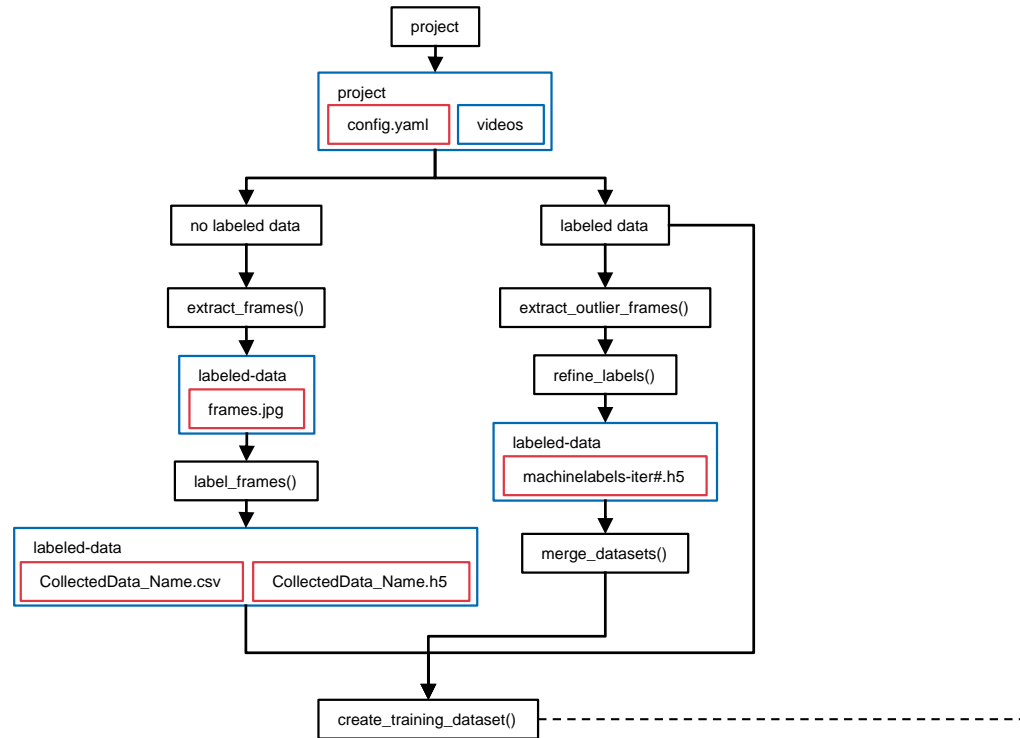 project
project
config.yaml
videos
no labeled data
labeled data
extract_frames()
extract_outlier_frames()
labeled-data
frames.jpg
refine_labels()
labeled-data
machinelabels-iter#.h5
label_frames()
labeled-data
CollectedData_Name.csv
CollectedData_Name.h5
merge_datasets()
create_training_dataset()